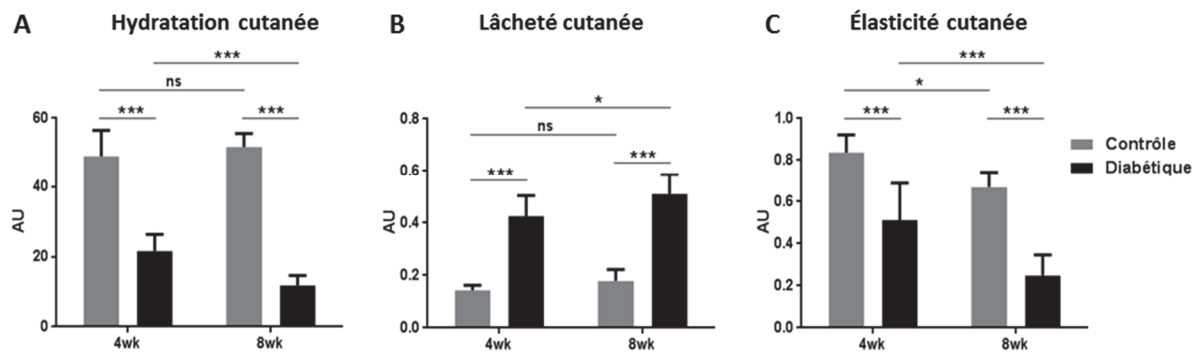 A Hydratation cutanée
***
ns
*** ***
60
40
20
0
AU
4wk 8wk
B Lâcheté cutanée
*
ns
*** ***
0.8
0.6
0.4
0.2
0.0
AU
4wk 8wk
C Élasticité cutanée
***
*
*** ***
1.0
0.8
0.6
0.4
0.2
0.0
AU
4wk 8wk
Contrôle
Diabétique